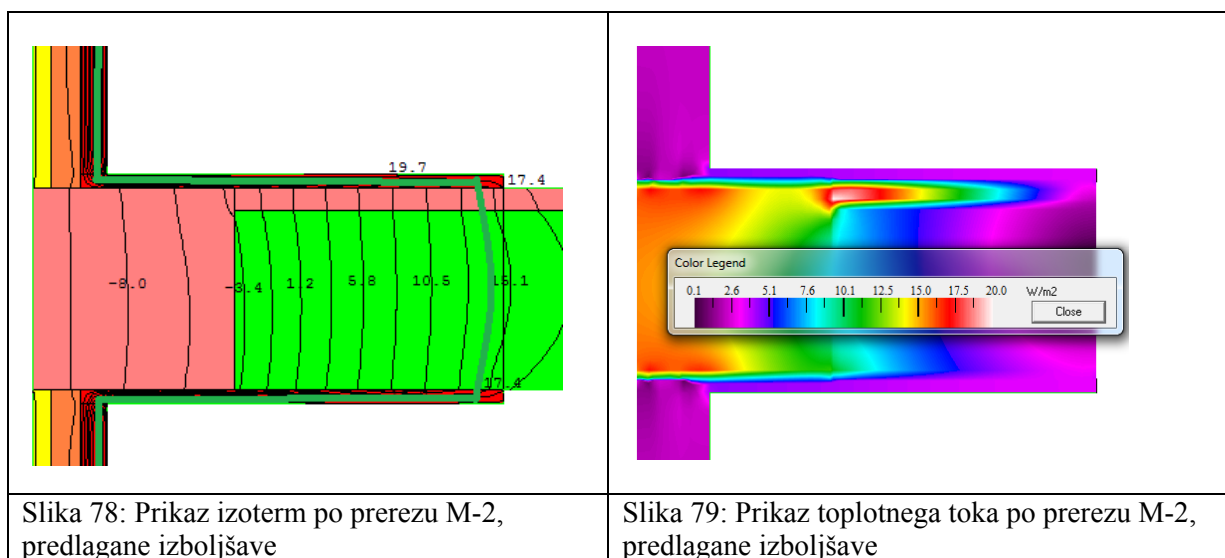 19.7
17.4
-8.0
-3.4
1.2
5.8
10.5
15.1
17.4
Color Legend
0.1 2.6 5.1 7.6 10.1 12.5 15.0 17.5 20.0 W/m2
Close
Slika 78: Prikaz izoterm po prerezu M-2,
predlagane izboljšave
Slika 79: Prikaz toplotnega toka po prerezu M-2,
predlagane izboljšave